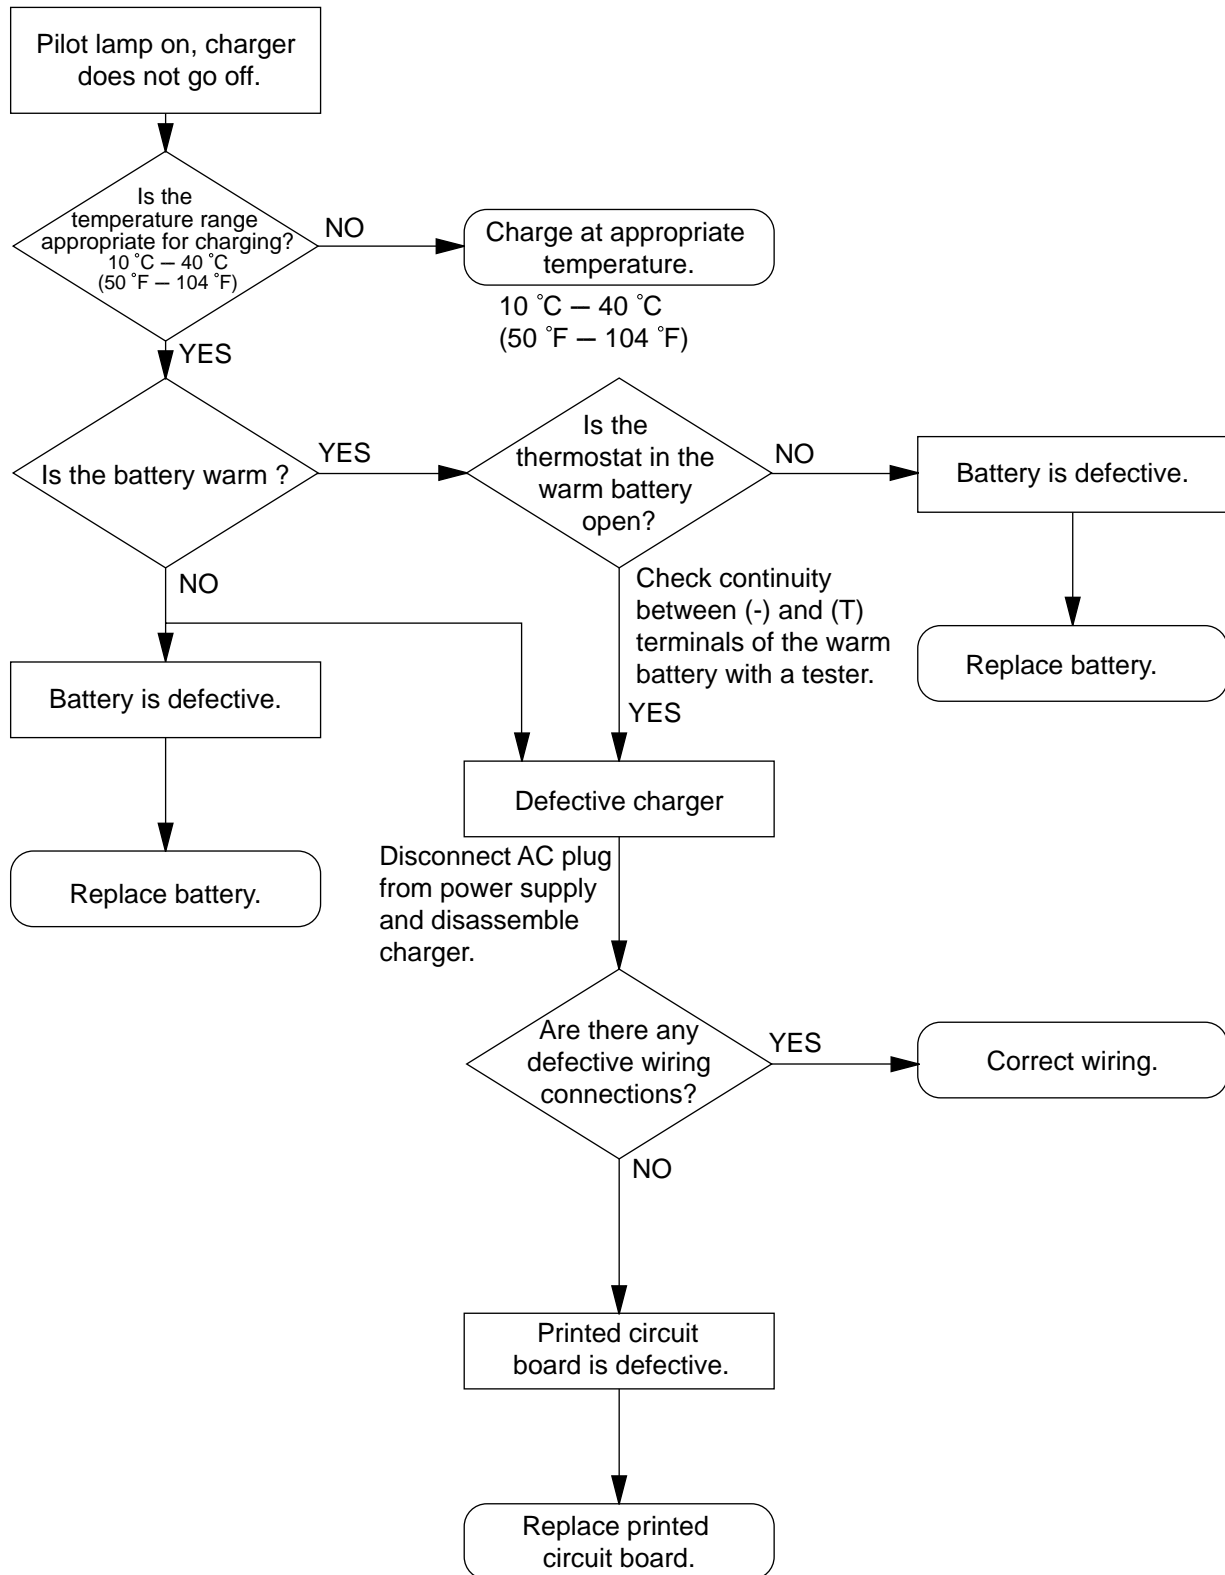 Pilot lamp on, charger
does not go off.
Is the
temperature range
appropriate for charging?
10 ˚C — 40 ˚C
(50 ˚F — 104 ˚F)
NO
Charge at appropriate
temperature.
10 ˚C — 40 ˚C
(50 ˚F — 104 ˚F)
YES
Is the battery warm ?
YES
Is the
thermostat in the
warm battery
open?
NO
Battery is defective.
Replace battery.
NO
Check continuity
between (-) and (T)
terminals of the warm
battery with a tester.
YES
Battery is defective.
Replace battery.
Defective charger
Disconnect AC plug
from power supply
and disassemble
charger.
Are there any
defective wiring
connections?
YES
Correct wiring.
NO
Printed circuit
board is defective.
Replace printed
circuit board.